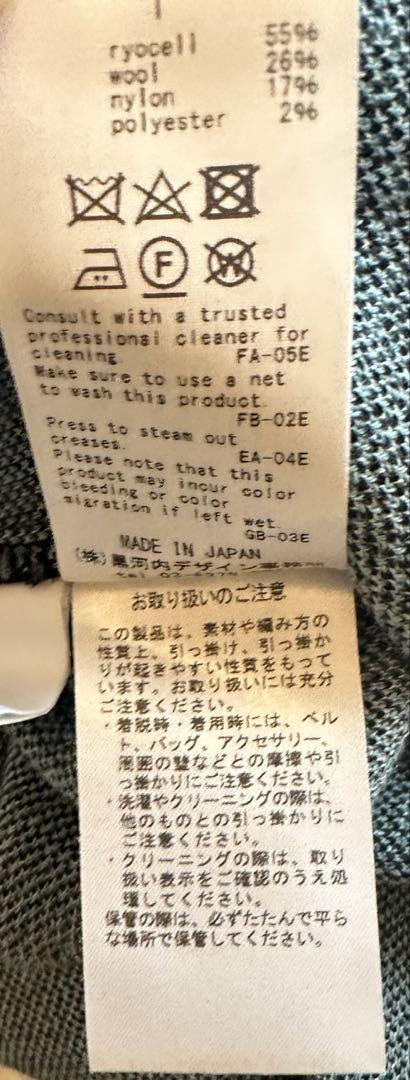 ryocell 55%
wool 26%
nylon 17%
polyester 2%
F
W
Consult with a trusted
professional cleaner for
cleaning. FA-05E
Make sure to use a net
to wash this product.
FB-02E
Press to steam out
creases. EA-04E
Please note that this
product may incur color
bleeding or color
migration if left wet.
GB-03E
MADE IN JAPAN
(株)黒河内デザイン事務所
お取り扱いのご注意
この製品は、素材や編み方の
性質上、引っ掛け、引っ掛か
りが起きやすい性質をもって
います。お取り扱いには充分
ご注意ください。
・着脱時・着用時には、ベル
ト、バッグ、アクセサリー、
周囲の壁などとの摩擦や引
っ掛かりにご注意ください。
・洗濯やクリーニングの際は、
他のものとの引っ掛かりに
ご注意ください。
・クリーニングの際は、取り
扱い表示をご確認のうえ処
理してください。
保管の際は、必ずたたんで平ら
な場所で保管してください。